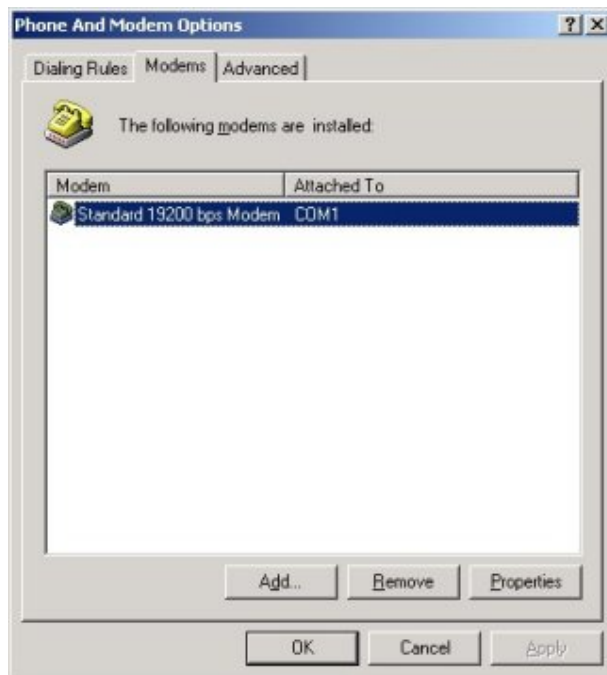 Phone And Modem Options
Dialing Rules Modems Advanced
The following modems are installed:
Modem Attached To
Standard 19200 bps Modem COM1
Add... Remove Properties
OK Cancel Apply